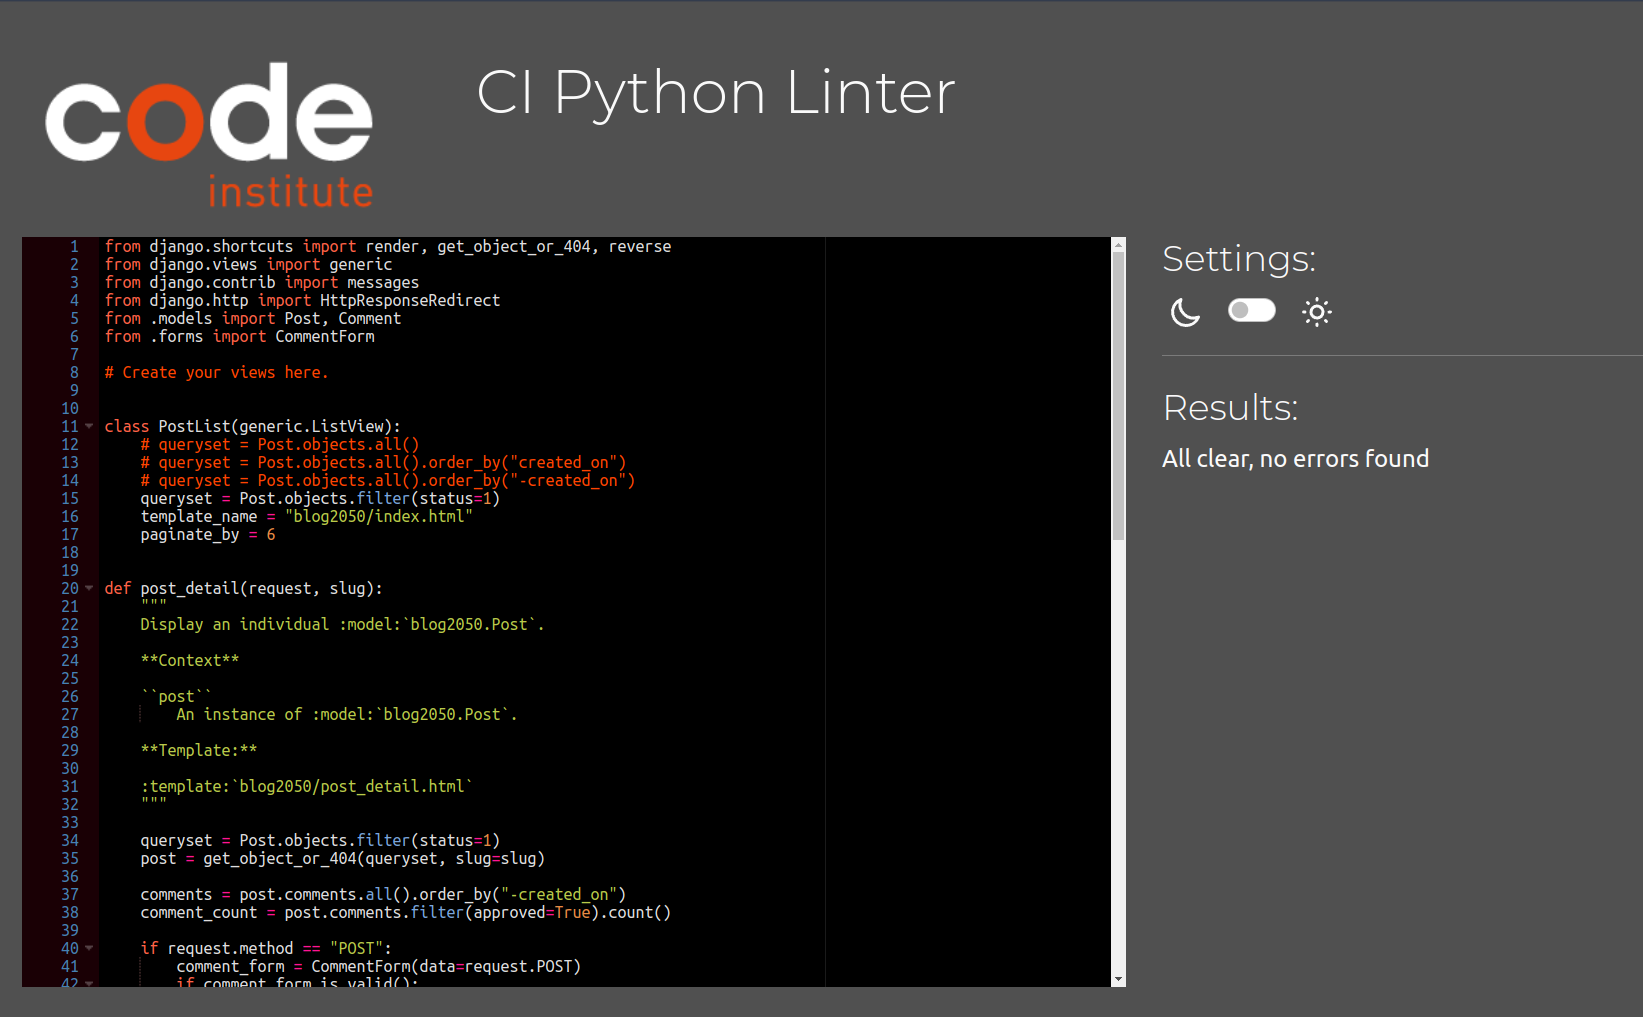 code
institute
CI Python Linter
1 from django.shortcuts import render, get_object_or_404, reverse
2 from django.views import generic
3 from django.contrib import messages
4 from django.http import HttpResponseRedirect
5 from .models import Post, Comment
6 from .forms import CommentForm
7
8 # Create your views here.
9
10
11 class PostList(generic.ListView):
12     # queryset = Post.objects.all()
13     # queryset = Post.objects.all().order_by("created_on")
14     # queryset = Post.objects.all().order_by("-created_on")
15     queryset = Post.objects.filter(status=1)
16     template_name = "blog2050/index.html"
17     paginate_by = 6
18
19
20 def post_detail(request, slug):
21     """
22     Display an individual :model:`blog2050.Post`.
23
24     **Context**
25
26     ``post``
27         An instance of :model:`blog2050.Post`.
28
29     **Template:**
30
31     :template:`blog2050/post_detail.html`
32     """
33
34     queryset = Post.objects.filter(status=1)
35     post = get_object_or_404(queryset, slug=slug)
36
37     comments = post.comments.all().order_by("-created_on")
38     comment_count = post.comments.filter(approved=True).count()
39
40     if request.method == "POST":
41         comment_form = CommentForm(data=request.POST)
42         if comment_form.is_valid():
Settings:
Results:
All clear, no errors found